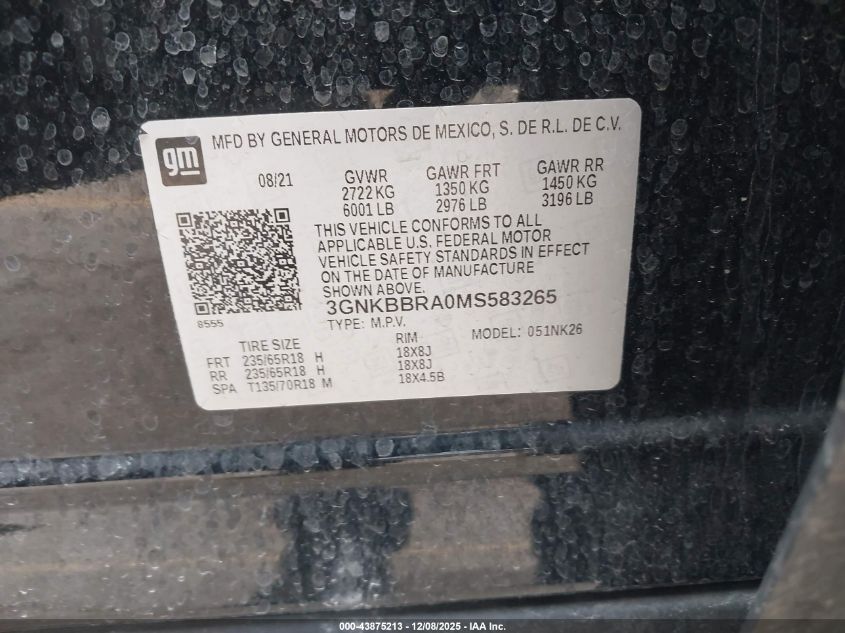 gm
MFD BY GENERAL MOTORS DE MEXICO, S. DE R.L. DE C.V.
08/21 GVWR GAWR FRT GAWR RR
2722 KG 1350 KG 1450 KG
6001 LB 2976 LB 3196 LB
THIS VEHICLE CONFORMS TO ALL
APPLICABLE U.S. FEDERAL MOTOR
VEHICLE SAFETY STANDARDS IN EFFECT
ON THE DATE OF MANUFACTURE
SHOWN ABOVE.
8555
3GNKBBRA0MS583265
TYPE: M.P.V. MODEL: 051NK26
TIRE SIZE RIM
FRT 235/65R18 H 18X8J
RR 235/65R18 H 18X8J
SPA T135/70R18 M 18X4.5B
000-43875213 - 12/08/2025 - IAA Inc.